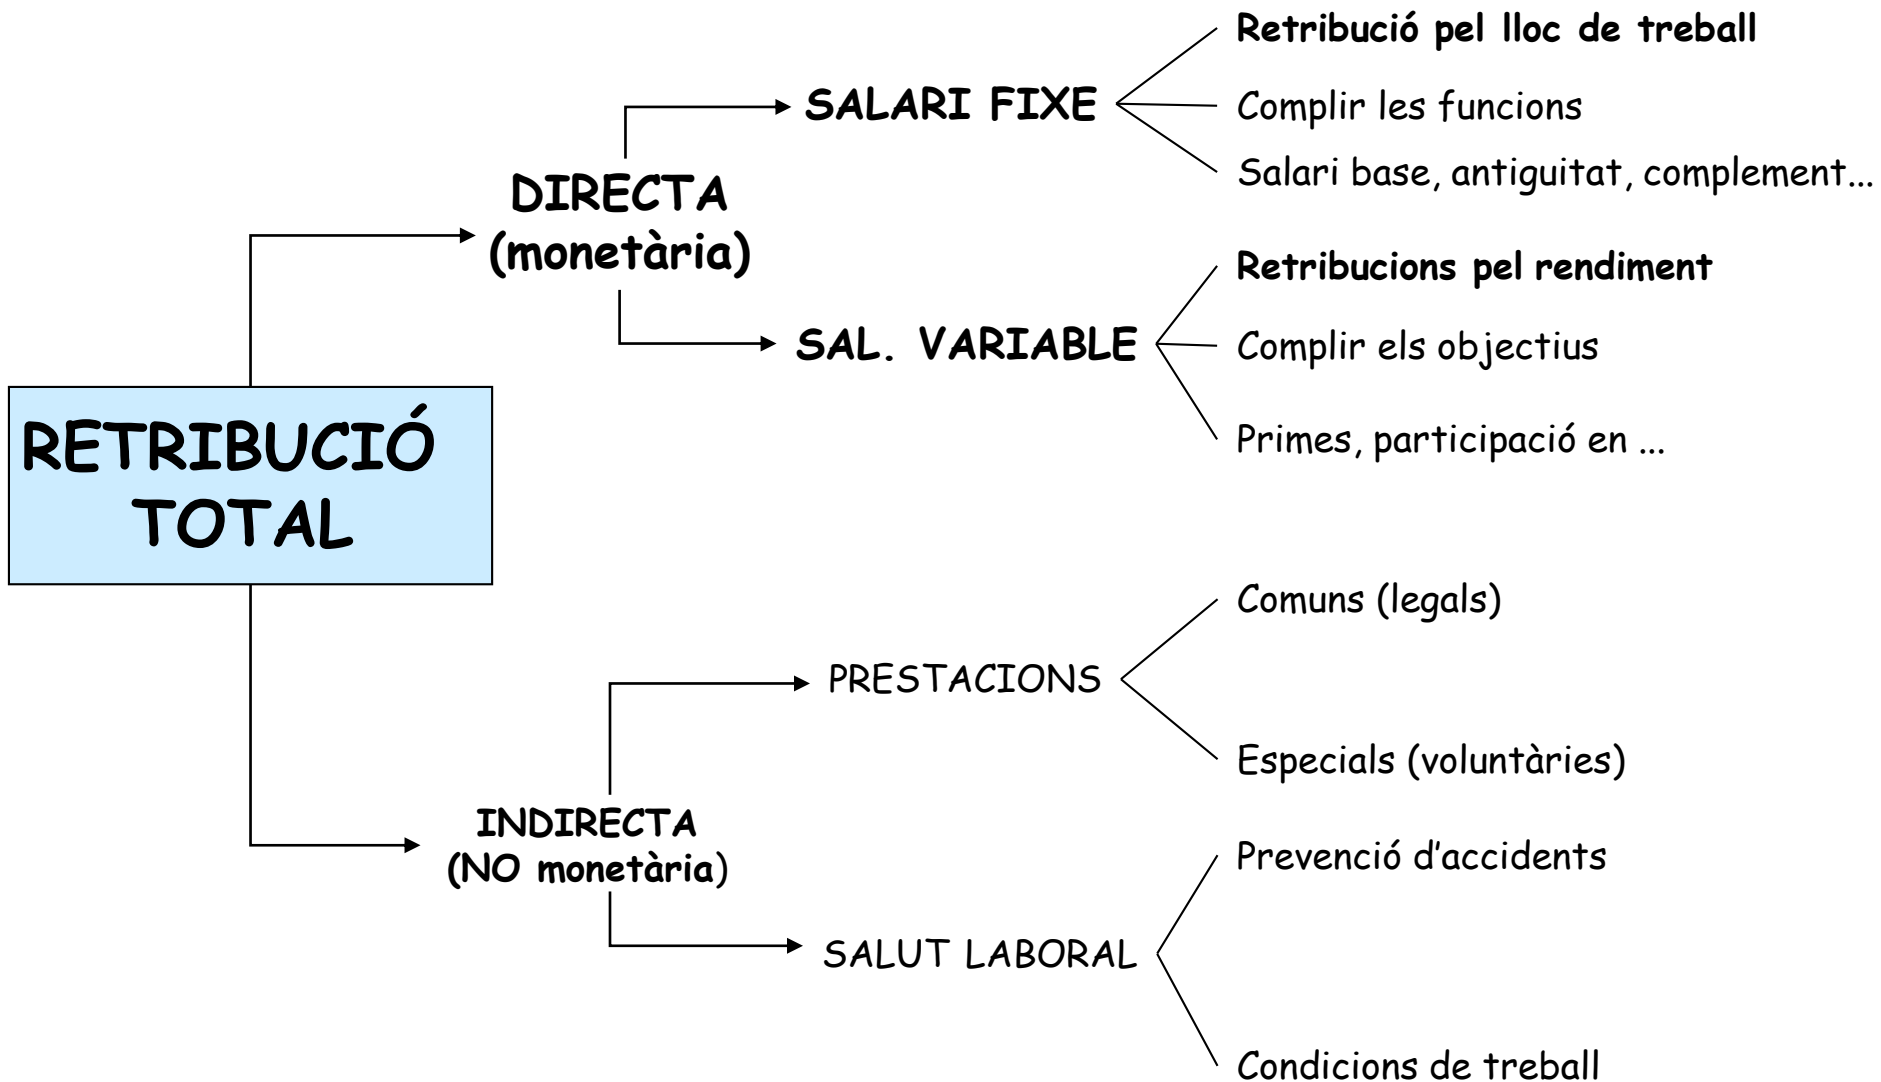 Retribució pel lloc de treball
SALARI FIXE
Complir les funcions
Salari base, antiguitat, complement...
DIRECTA
(monetària)
Retribucions pel rendiment
SAL. VARIABLE
Complir els objectius
Primes, participació en ...
RETRIBUCIÓ
TOTAL
Comuns (legals)
PRESTACIONS
Especials (voluntàries)
INDIRECTA
(NO monetària)
Prevenció d’accidents
SALUT LABORAL
Condicions de treball